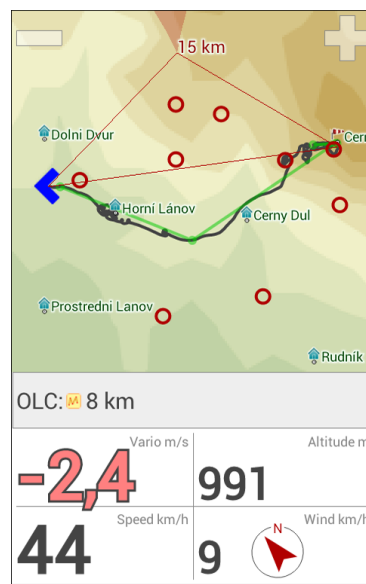 15 km
Dolni Dvur
Cern
Horní Lánov
Cerny Dul
Prostredni Lanov
Rudník
OLC: M 8 km
Vario m/s
-2,4
Altitude m
991
Speed km/h
44
Wind km/h
9
N